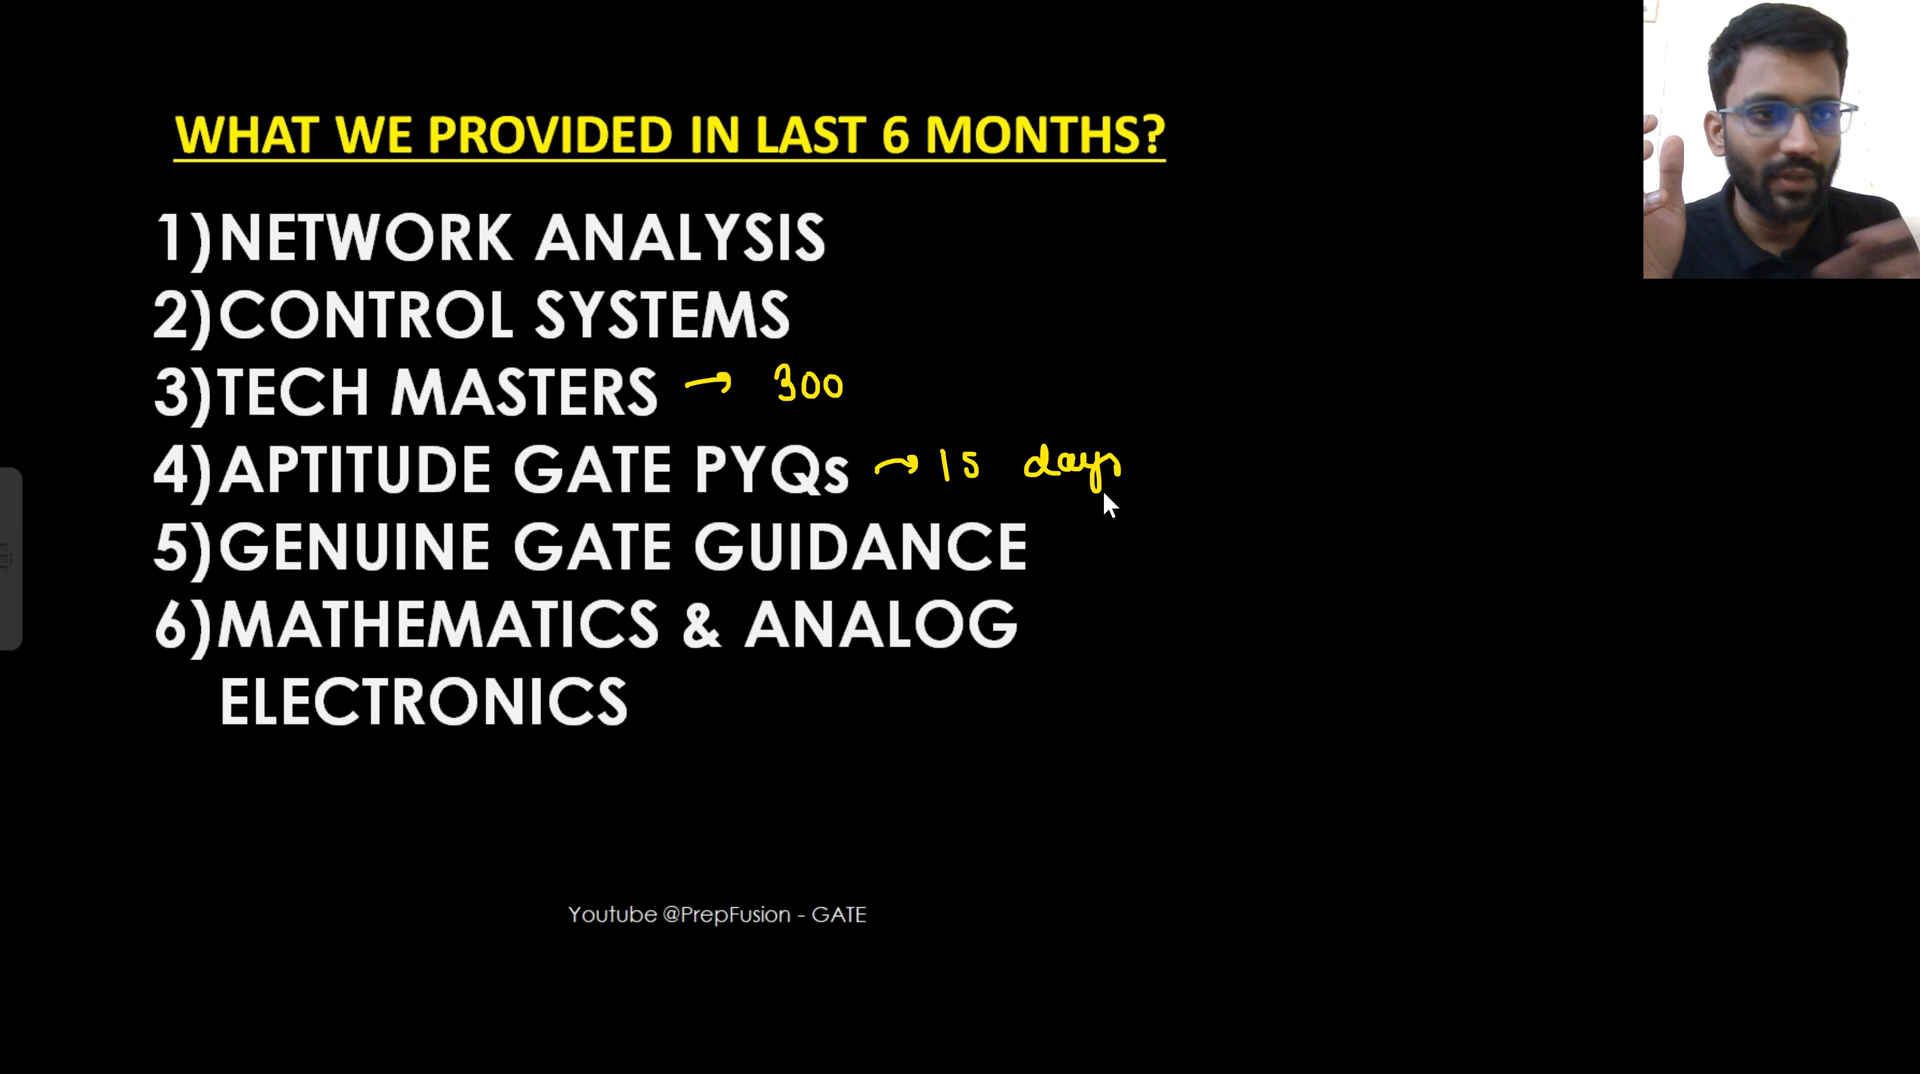 WHAT WE PROVIDED IN LAST 6 MONTHS?
1)NETWORK ANALYSIS
2)CONTROL SYSTEMS
3)TECH MASTERS → 300
4)APTITUDE GATE PYQs → 15 days
5)GENUINE GATE GUIDANCE
6)MATHEMATICS & ANALOG
ELECTRONICS
Youtube @PrepFusion - GATE